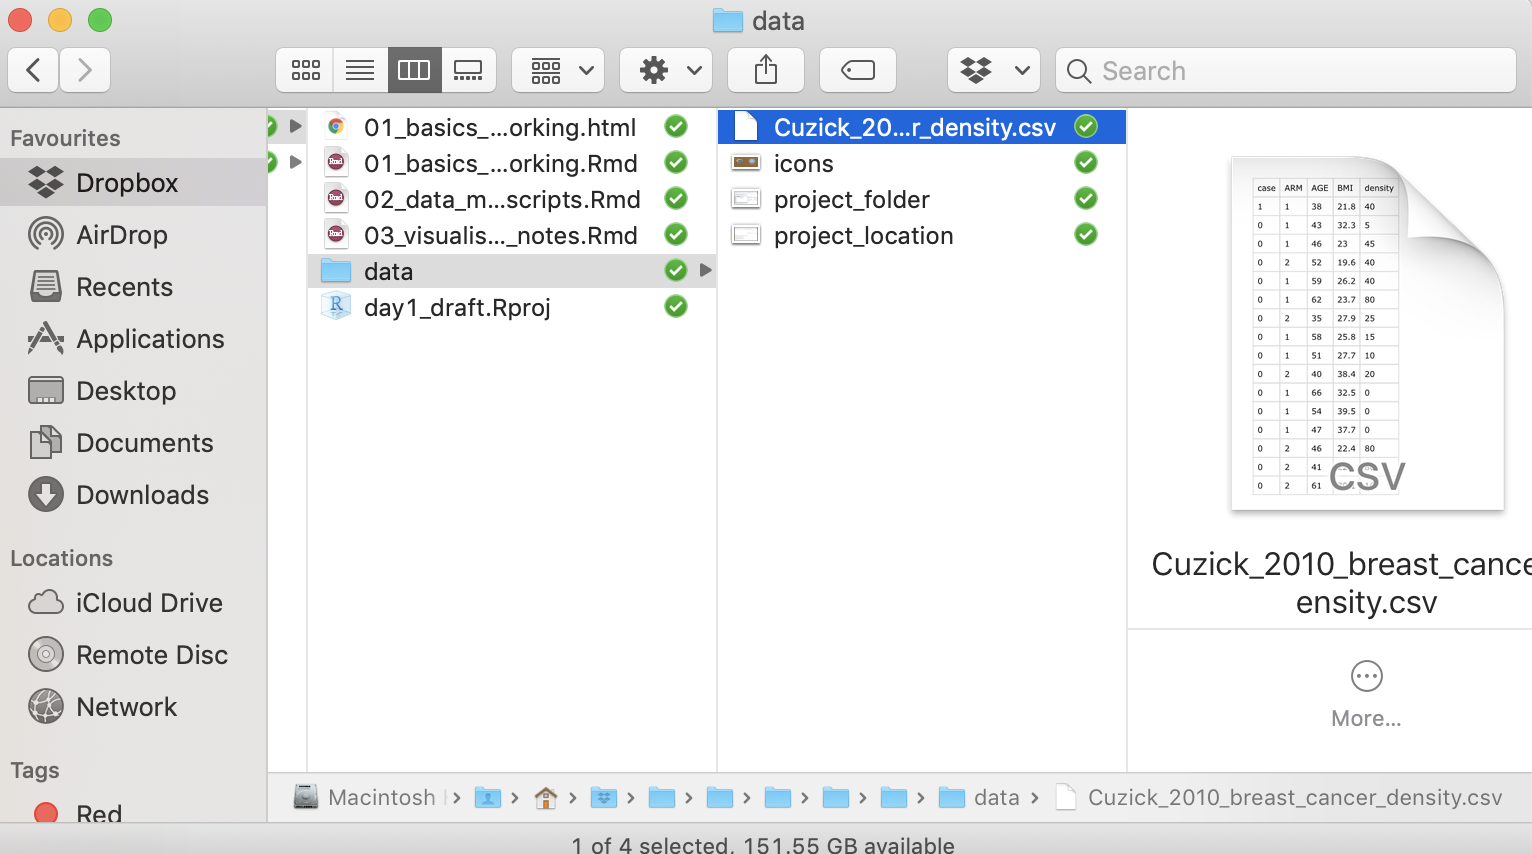 data
Search
Favourites
Dropbox
AirDrop
Recents
Applications
Desktop
Documents
Downloads
Locations
iCloud Drive
Remote Disc
Network
Tags
Red
01_basics_...orking.html
01_basics_...orking.Rmd
02_data_m...scripts.Rmd
03_visualis..._notes.Rmd
data
day1_draft.Rproj
Cuzick_20...r_density.csv
icons
project_folder
project_location
case ARM AGE BMI density
1 1 38 21.8 40
0 1 43 32.3 5
0 1 46 23 45
0 2 52 19.6 40
0 1 59 26.2 40
0 1 62 23.7 80
0 2 35 27.9 25
0 1 58 25.8 15
0 1 51 27.7 10
0 2 40 38.4 20
0 1 66 32.5 0
0 1 54 39.5 0
0 1 47 37.7 0
0 2 46 22.4 80
0 2 41
0 2 61
CSV
Cuzick_2010_breast_cance
ensity.csv
More...
Macintosh
data
Cuzick_2010_breast_cancer_density.csv
1 of 4 selected, 151.55 GB available